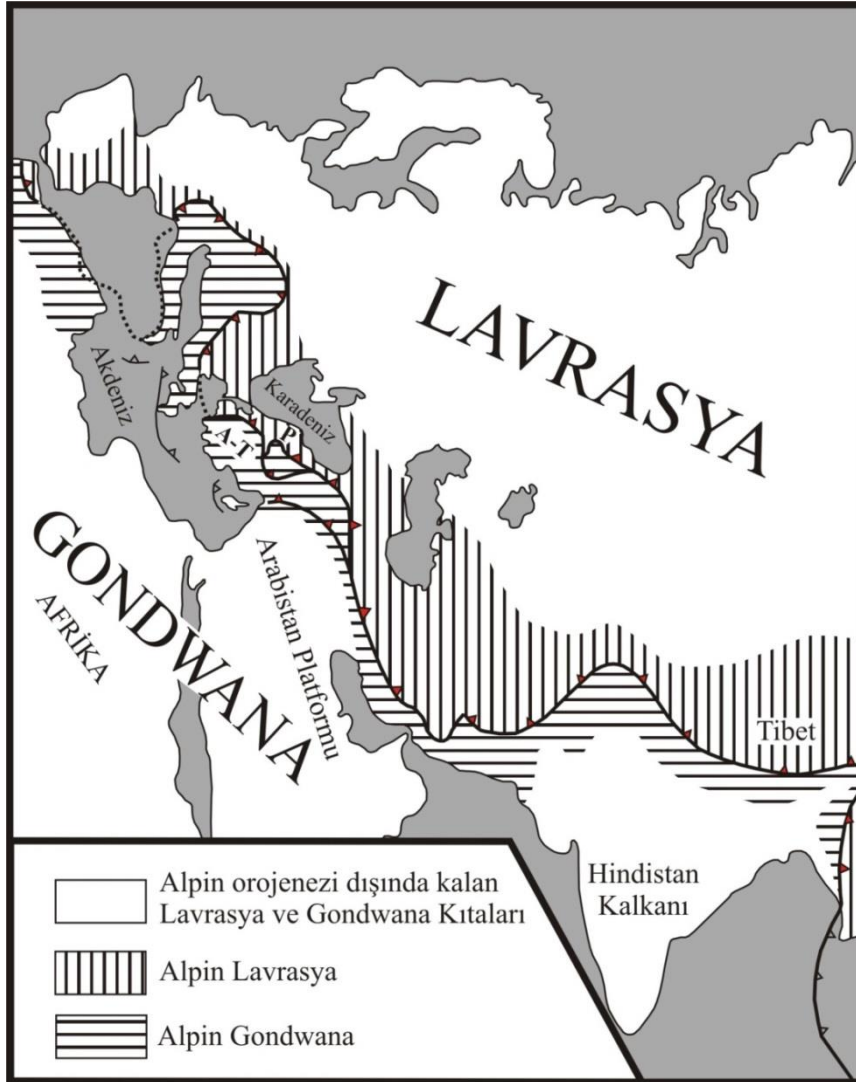 LAVRASYA
Akdeniz
Karadeniz
P
A-T
GONDWANA
AFRİKA
Arabistan Platformu
Tibet
Hindistan
Kalkanı
Alpin orojenezi dışında kalan
Lavrasya ve Gondwana Kıtaları
Alpin Lavrasya
Alpin Gondwana